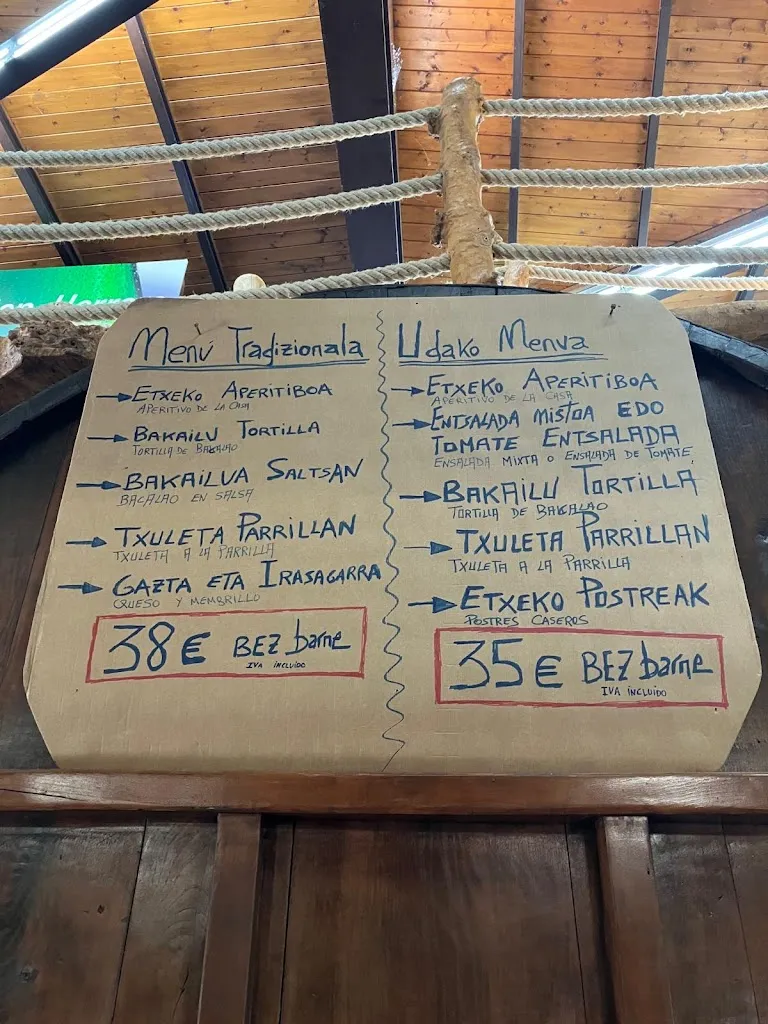 Menú Tradizionala
→ Etxeko Aperitiboa
Aperitivo de la Casa
→ Bakailu Tortilla
Tortilla de Bakalao
→ Bakailua Saltsan
Bacalao en Salsa
→ Txuleta Parrillan
Txuleta a la Parrilla
→ Gazta eta Irasagarra
Queso y Membrillo
38 € BEZ barne
IVA incluido
Udako Menua
→ Etxeko Aperitiboa
Aperitivo de la Casa
→ Entsalada mistoa edo
Tomate Entsalada
Ensalada Mixta o Ensalada de Tomate
→ Bakailu Tortilla
Tortilla de Bakalao
→ Txuleta Parrillan
Txuleta a la Parrilla
→ Etxeko Postreak
Postres Caseros
35 € BEZ barne
IVA incluido